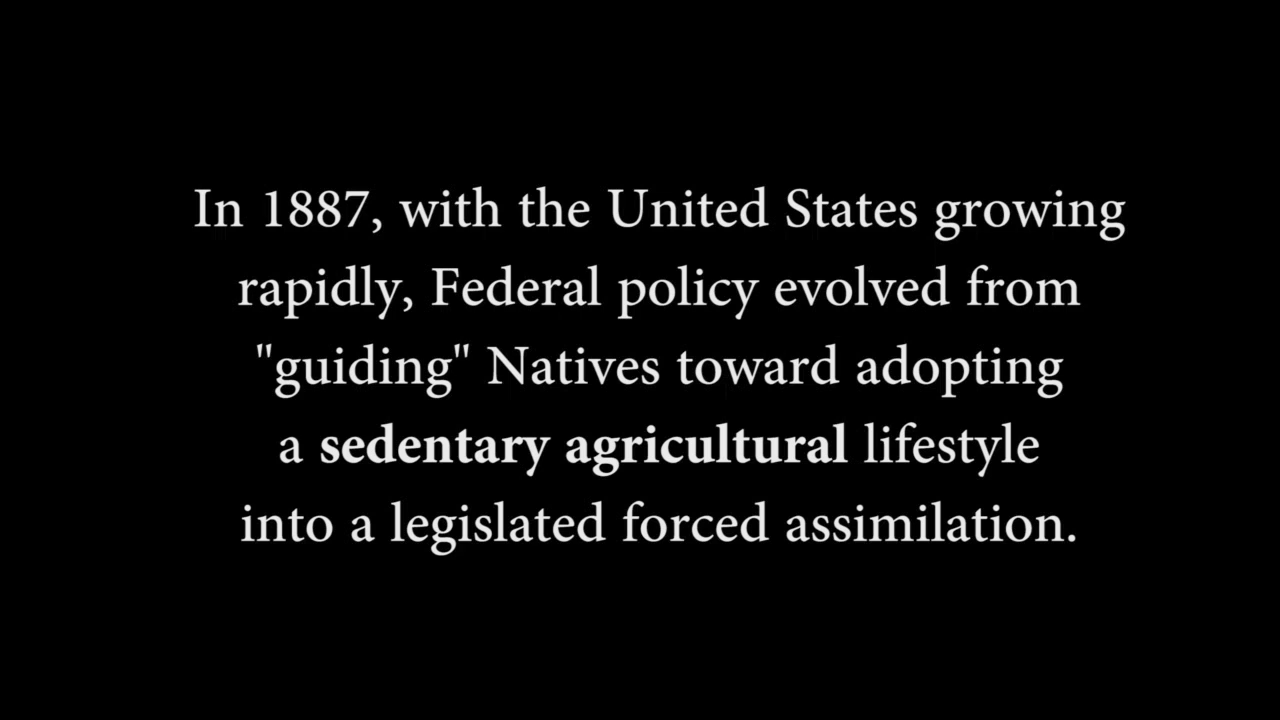 In 1887, with the United States growing
rapidly, Federal policy evolved from
"guiding" Natives toward adopting
a sedentary agricultural lifestyle
into a legislated forced assimilation.